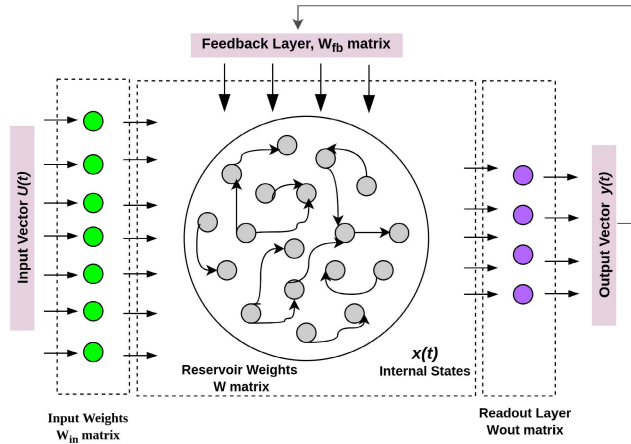 Feedback Layer, Wfb matrix
Input Vector U(t)
Output Vector y(t)
Reservoir Weights
W matrix
x(t)
Internal States
Input Weights
Win matrix
Readout Layer
Wout matrix